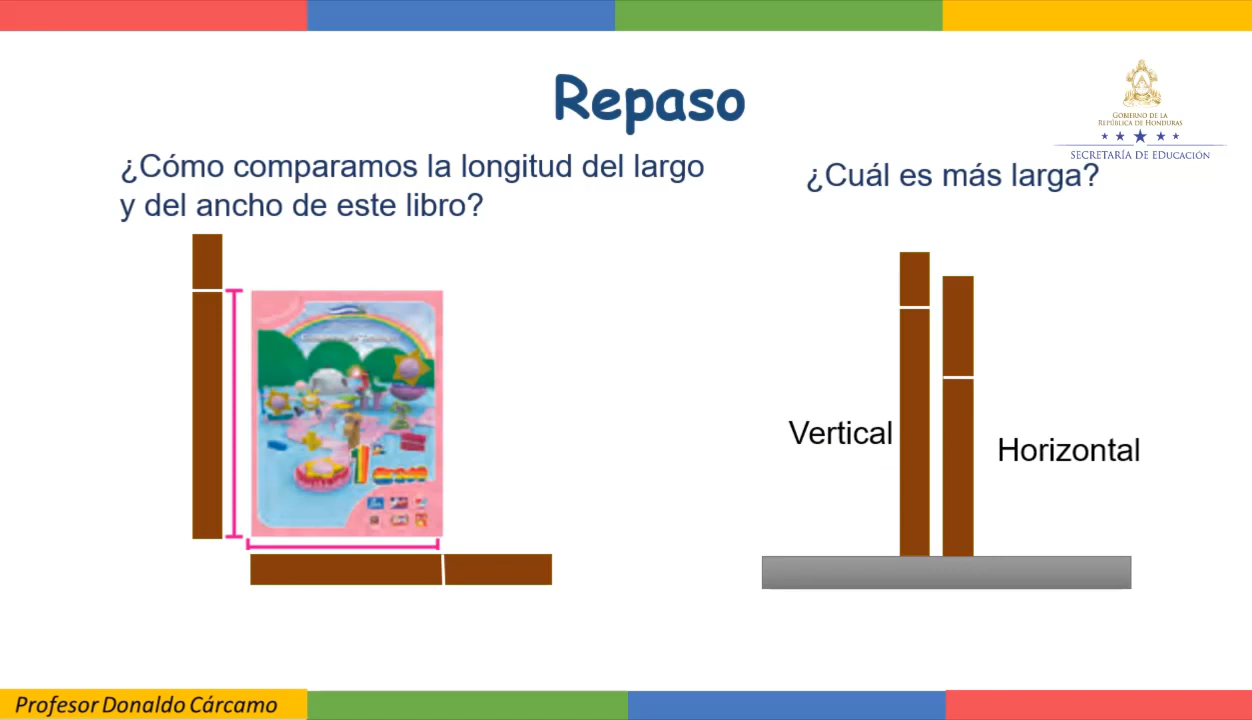 Repaso
GOBIERNO DE LA
REPÚBLICA DE HONDURAS
SECRETARÍA DE EDUCACIÓN
¿Cómo comparamos la longitud del largo
y del ancho de este libro?
¿Cuál es más larga?
Vertical
Horizontal
Profesor Donaldo Cárcamo